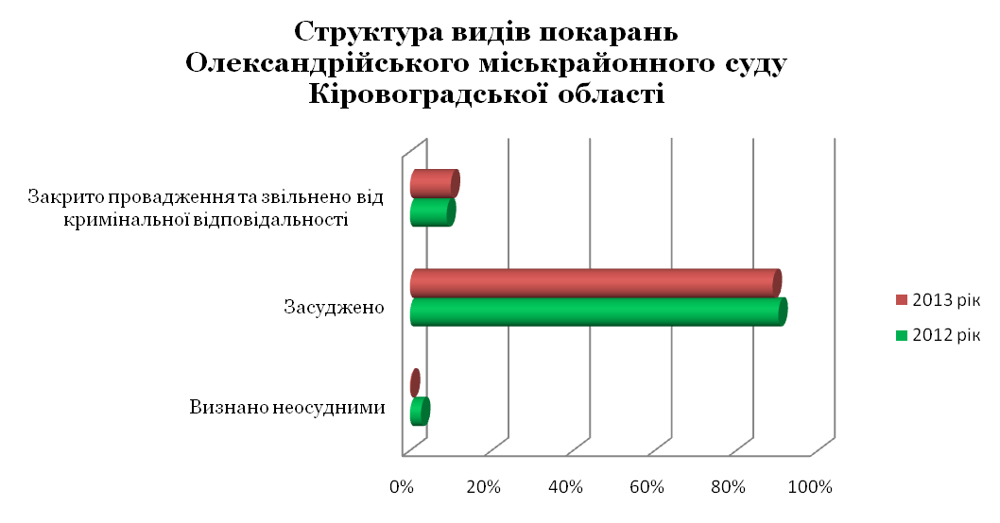 Структура видів покарань
Олександрійського міськрайонного суду
Кіровоградської області
Закрито провадження та звільнено від
кримінальної відповідальності
Засуджено
Визнано неосудними
2013 рік
2012 рік
0% 20% 40% 60% 80% 100%